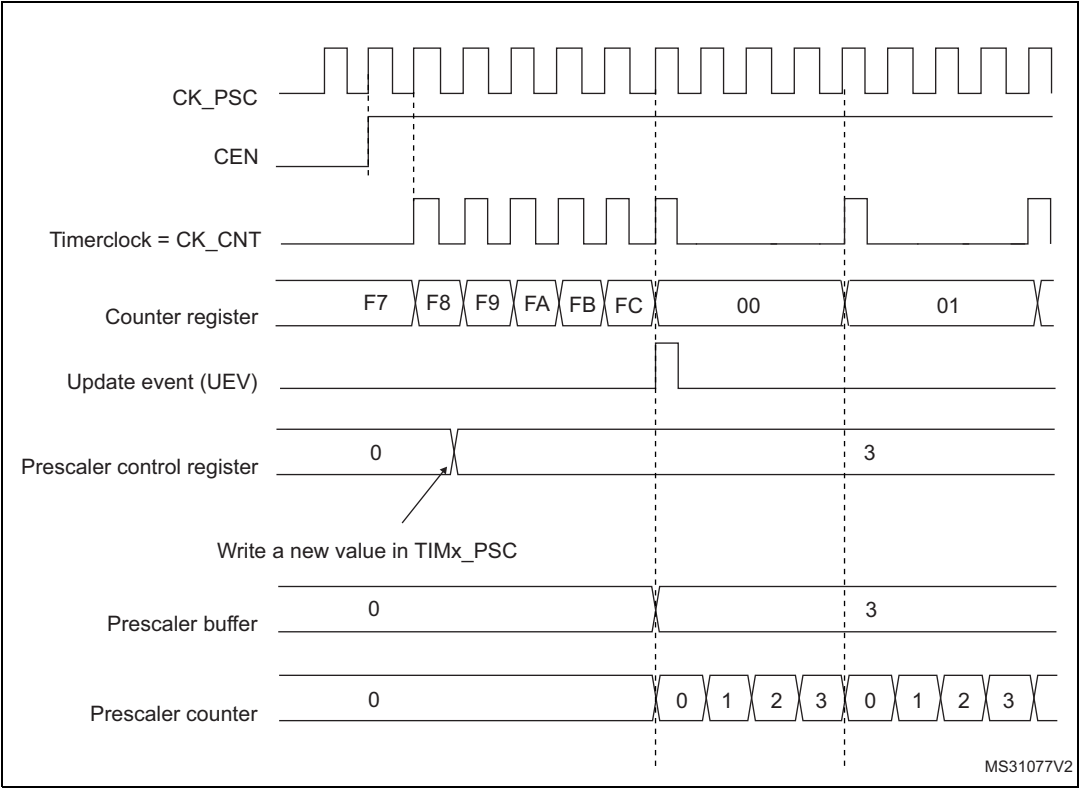 CK_PSC
CEN
Timerclock = CK_CNT
Counter register F7 F8 F9 FA FB FC 00 01
Update event (UEV)
Prescaler control register 0 3
Write a new value in TIMx_PSC
Prescaler buffer 0 3
Prescaler counter 0 0 1 2 3 0 1 2 3
MS31077V2